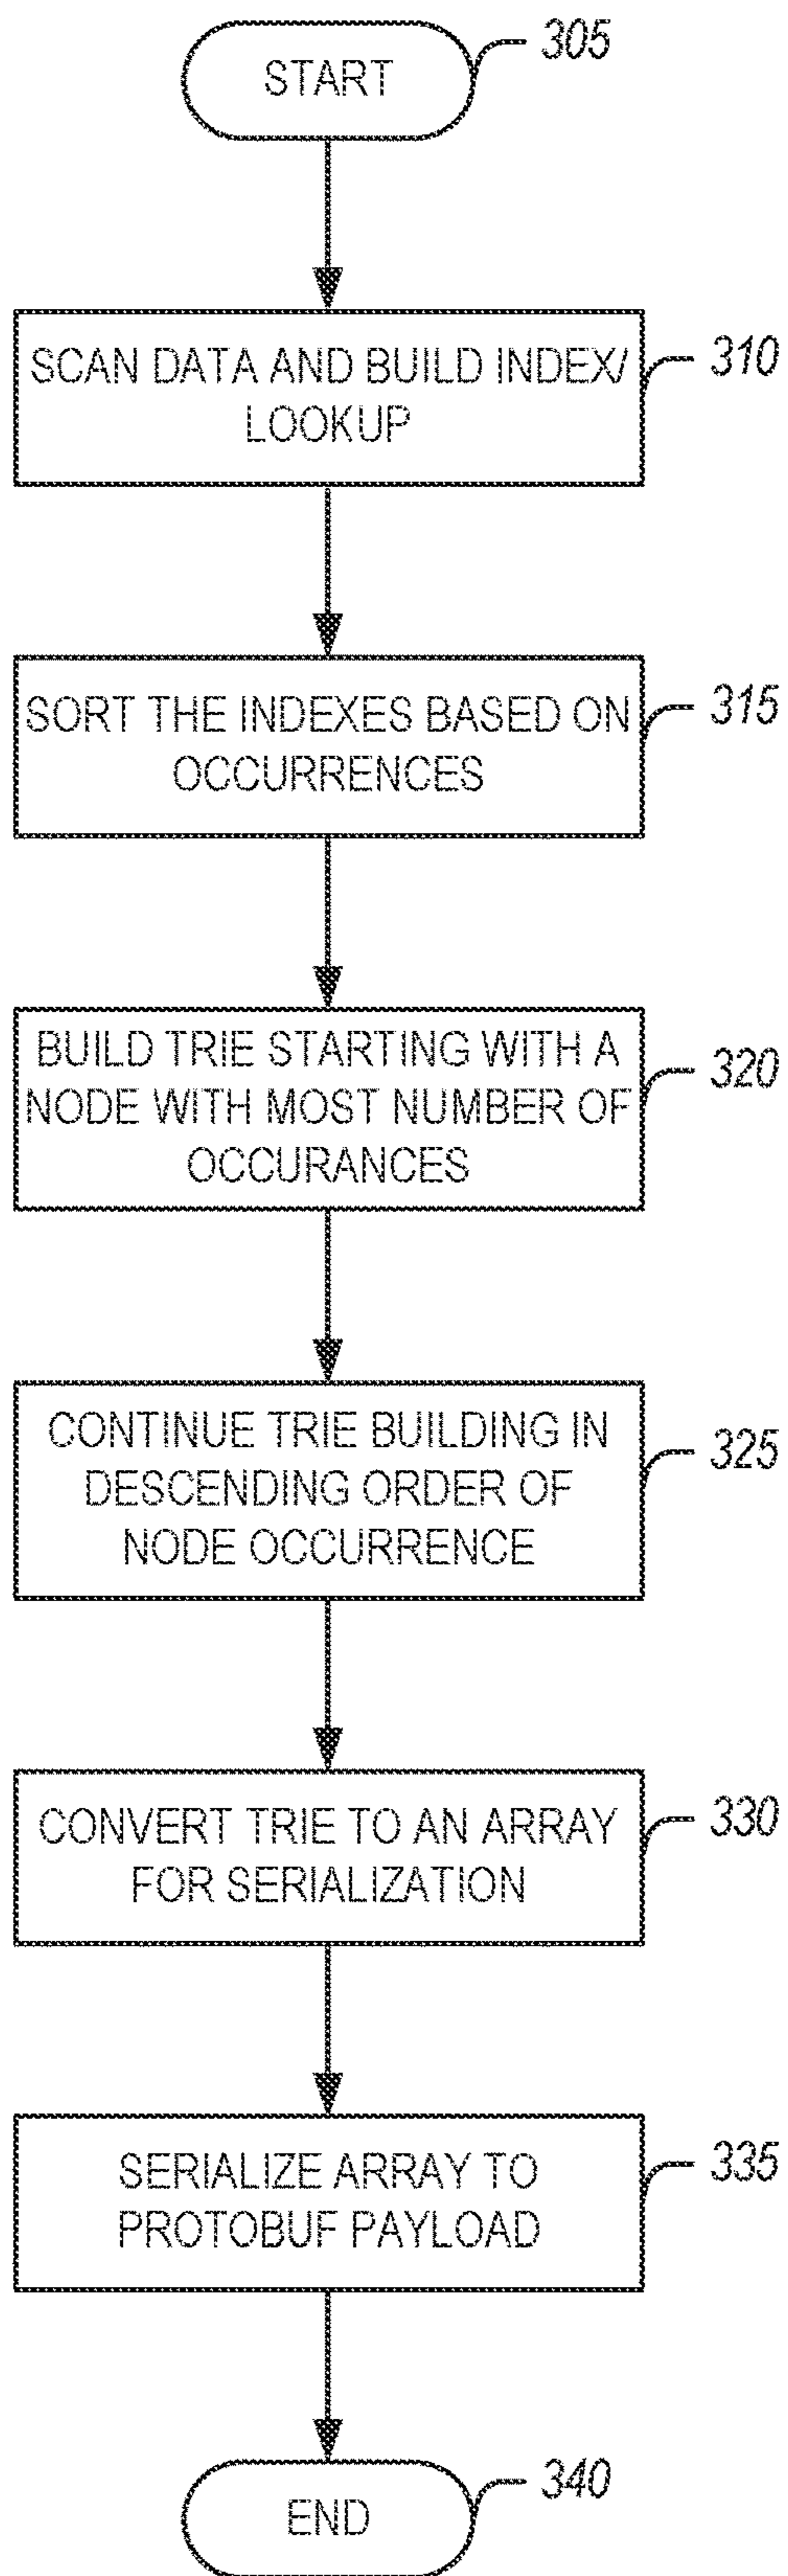 START
305
SCAN DATA AND BUILD INDEX/
LOOKUP
310
SORT THE INDEXES BASED ON
OCCURRENCES
315
BUILD TRIE STARTING WITH A
NODE WITH MOST NUMBER OF
OCCURANCES
320
CONTINUE TRIE BUILDING IN
DESCENDING ORDER OF
NODE OCCURRENCE
325
CONVERT TRIE TO AN ARRAY
FOR SERIALIZATION
330
SERIALIZE ARRAY TO
PROTOBUF PAYLOAD
335
END
340